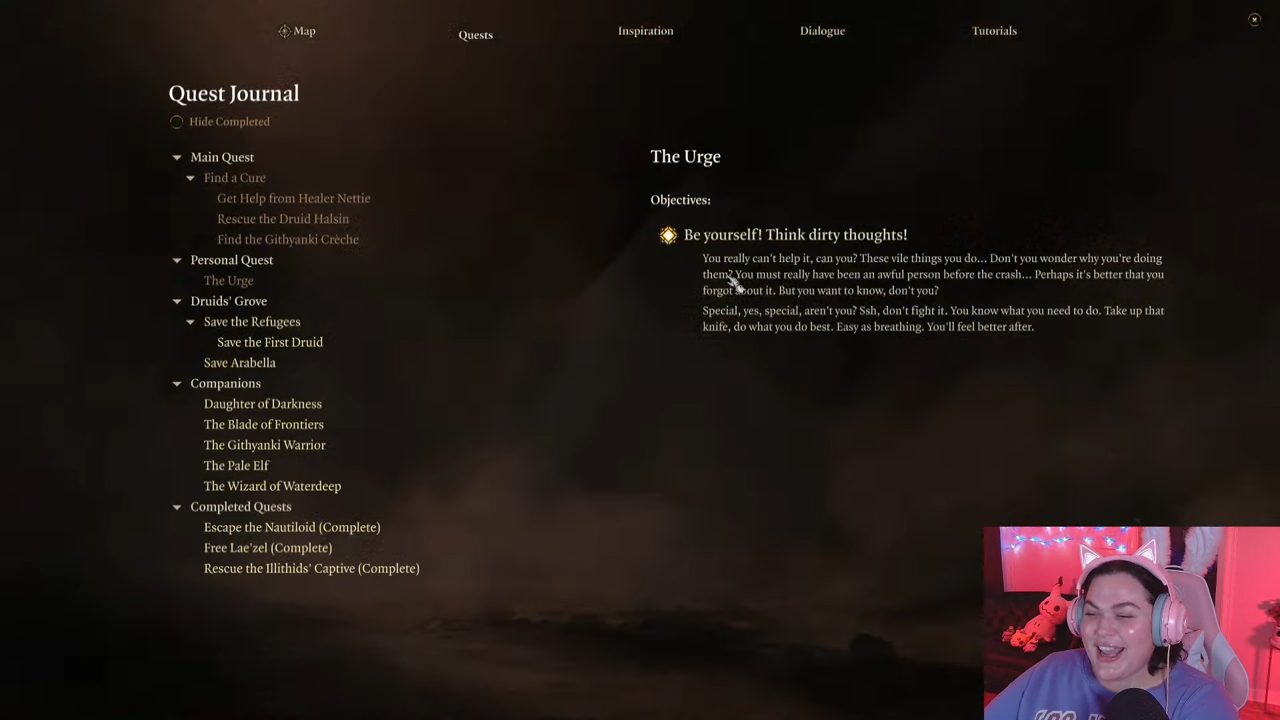 Map
Quests
Inspiration
Dialogue
Tutorials
Quest Journal
Hide Completed
Main Quest
Find a Cure
Get Help from Healer Nettie
Rescue the Druid Halsin
Find the Githyanki Crèche
Personal Quest
The Urge
Druids' Grove
Save the Refugees
Save the First Druid
Save Arabella
Companions
Daughter of Darkness
The Blade of Frontiers
The Githyanki Warrior
The Pale Elf
The Wizard of Waterdeep
Completed Quests
Escape the Nautiloid (Complete)
Free Lae'zel (Complete)
Rescue the Illithids' Captive (Complete)
The Urge
Objectives:
Be yourself! Think dirty thoughts!
You really can't help it, can you? These vile things you do... Don't you wonder why you're doing
them? You must really have been an awful person before the crash... Perhaps it's better that you
forgot about it. But you want to know, don't you?
Special, yes, special, aren't you? Ssh, don't fight it. You know what you need to do. Take up that
knife, do what you do best. Easy as breathing. You'll feel better after.